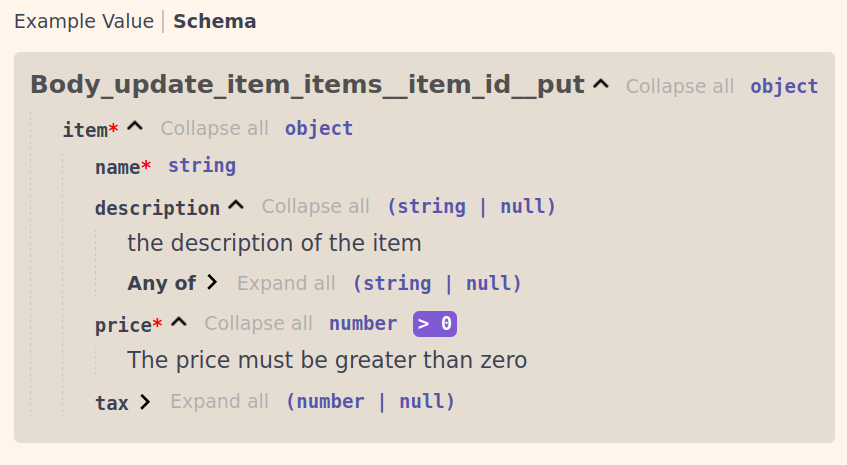 Example Value | Schema
Body_update_item_items__item_id__put Collapse all object
item* Collapse all object
name* string
description Collapse all (string | null)
the description of the item
Any of Expand all (string | null)
price* Collapse all number > 0
The price must be greater than zero
tax Expand all (number | null)